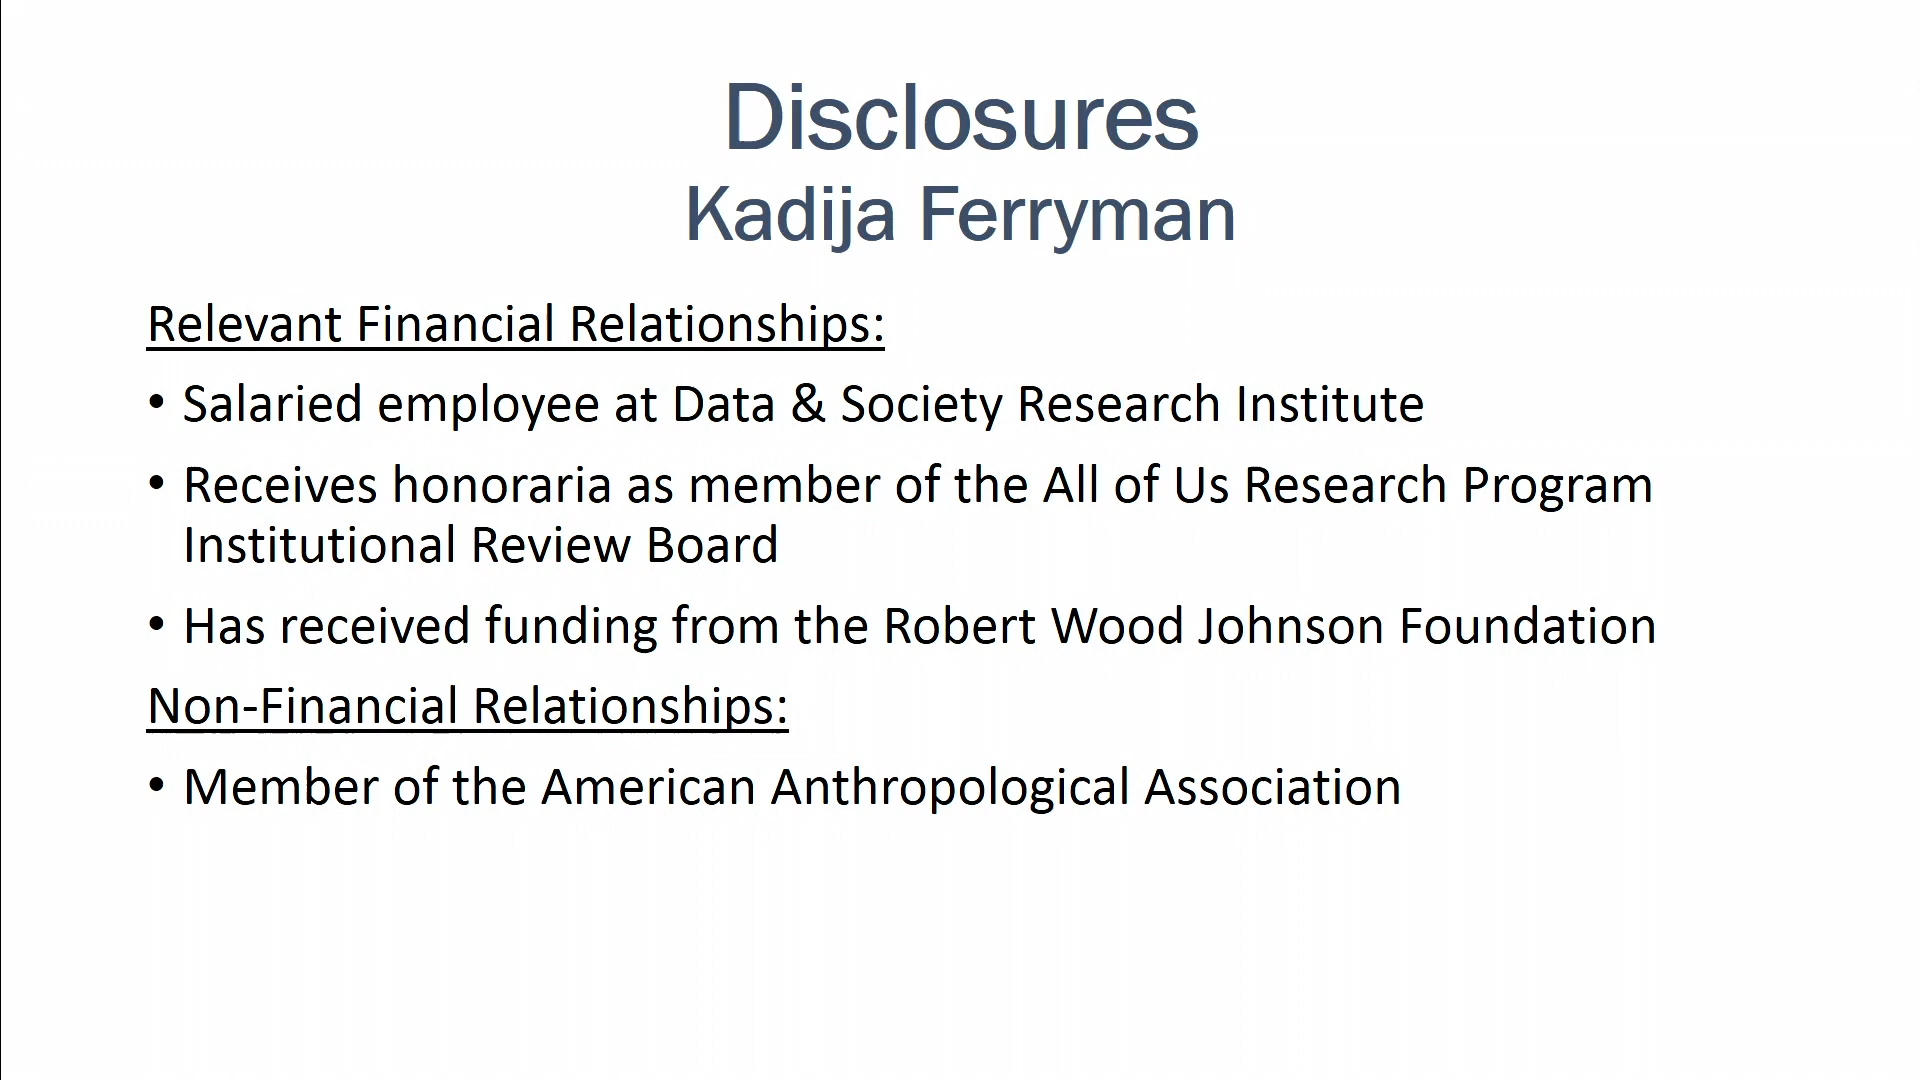 Disclosures
Kadija Ferryman
Relevant Financial Relationships:
• Salaried employee at Data & Society Research Institute
• Receives honoraria as member of the All of Us Research Program
Institutional Review Board
• Has received funding from the Robert Wood Johnson Foundation
Non-Financial Relationships:
• Member of the American Anthropological Association